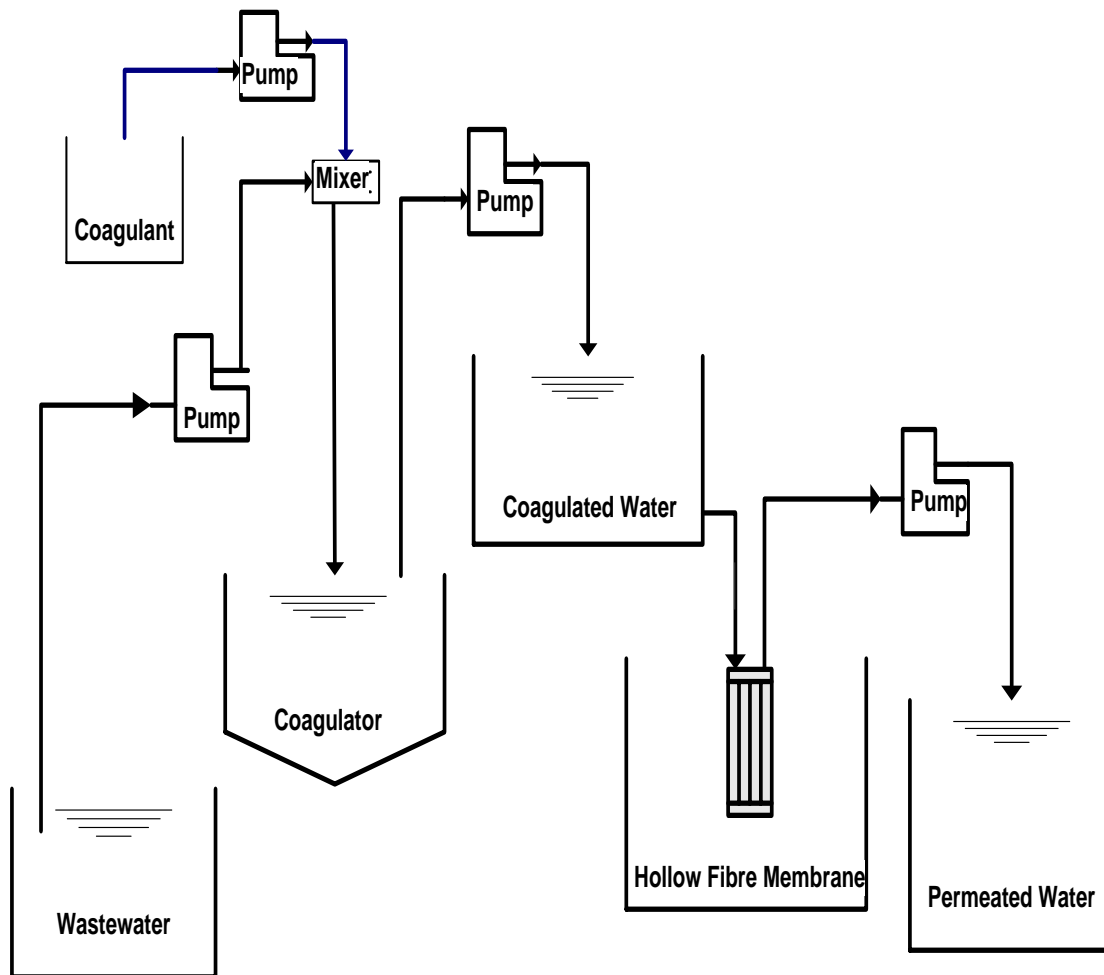 Pump
Mixer:
Pump
Coagulant
Pump
Coagulated Water
Pump
Coagulator
Hollow Fibre Membrane
Permeated Water
Wastewater